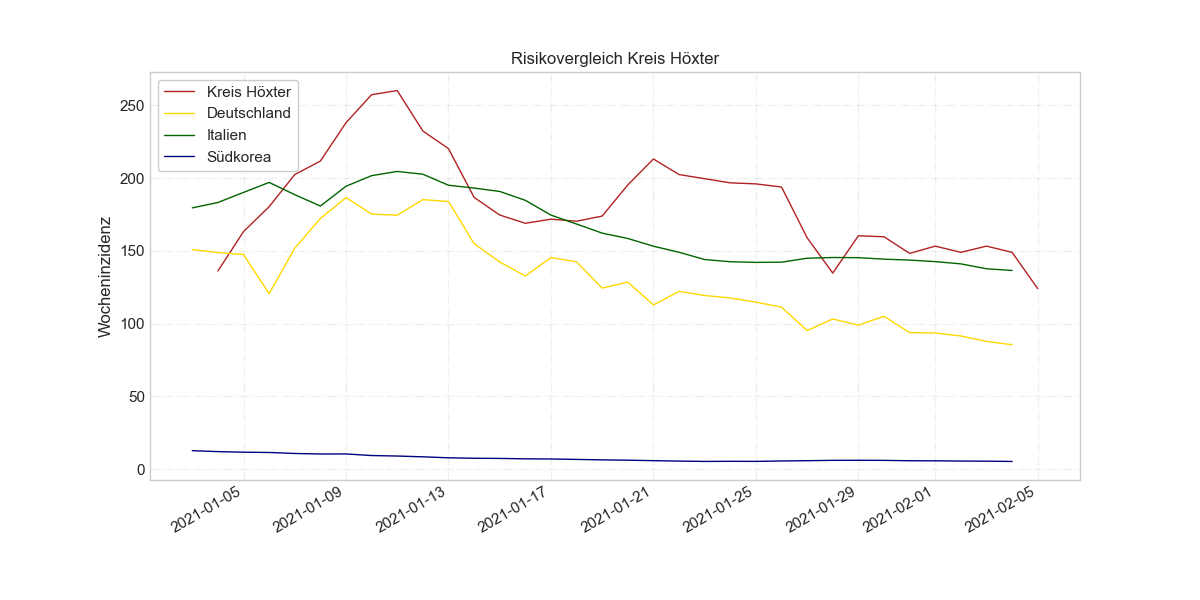 Risikovergleich Kreis Höxter
Kreis Höxter
Deutschland
Italien
Südkorea
Wocheninzidenz
250
200
150
100
50
0
2021-01-05
2021-01-09
2021-01-13
2021-01-17
2021-01-21
2021-01-25
2021-01-29
2021-02-01
2021-02-05